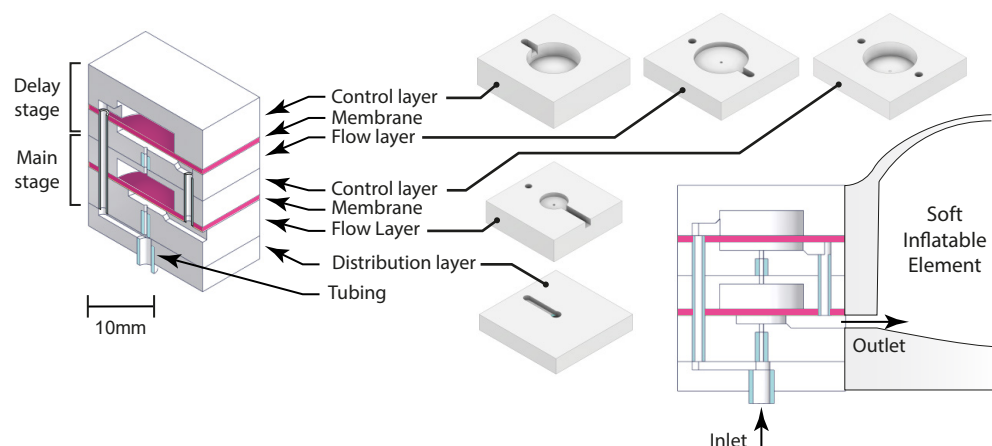 Delay
stage
Main
stage
Control layer
Membrane
Flow layer
Control layer
Membrane
Flow Layer
Distribution layer
Tubing
10mm
Soft
Inflatable
Element
Outlet
Inlet